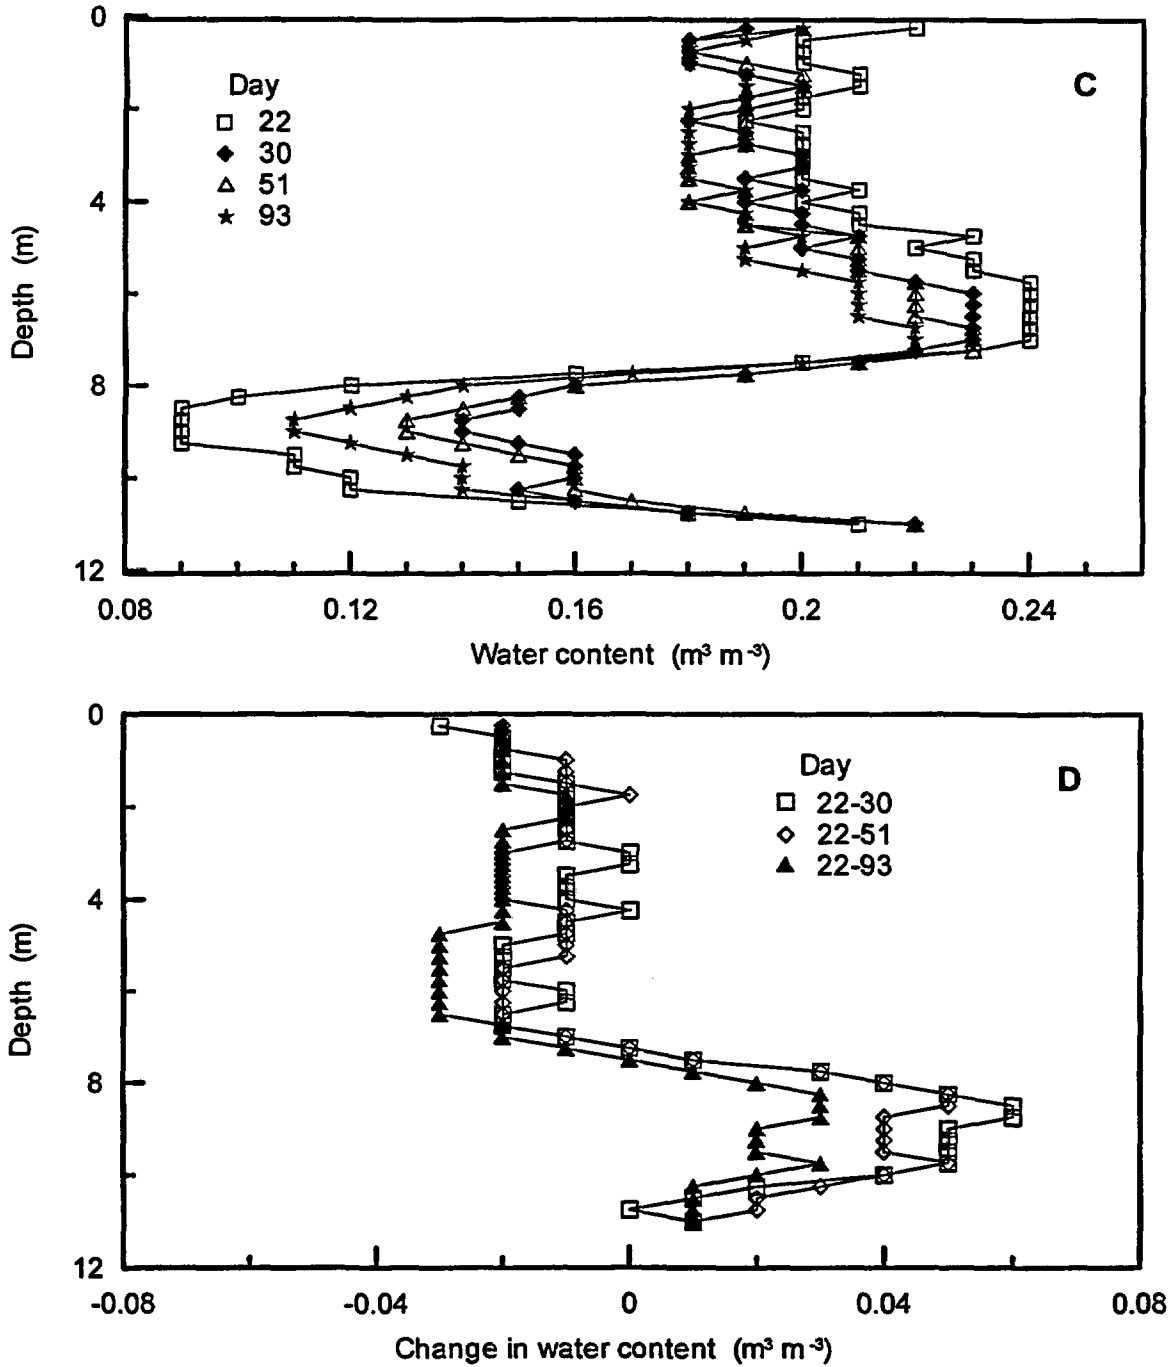 0
4
8
12
Depth (m)
Day
22
30
51
93
C
0.08 0.12 0.16 0.2 0.24
Water content (m³ m⁻³)
0
4
8
12
Depth (m)
Day
22-30
22-51
22-93
D
-0.08 -0.04 0 0.04 0.08
Change in water content (m³ m⁻³)